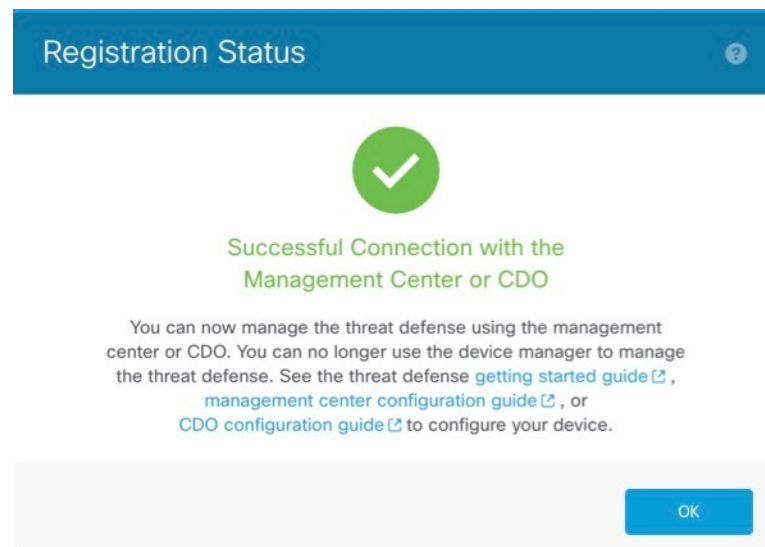 Registration Status
?
Successful Connection with the
Management Center or CDO
You can now manage the threat defense using the management
center or CDO. You can no longer use the device manager to manage
the threat defense. See the threat defense getting started guide ,
management center configuration guide , or
CDO configuration guide to configure your device.
OK